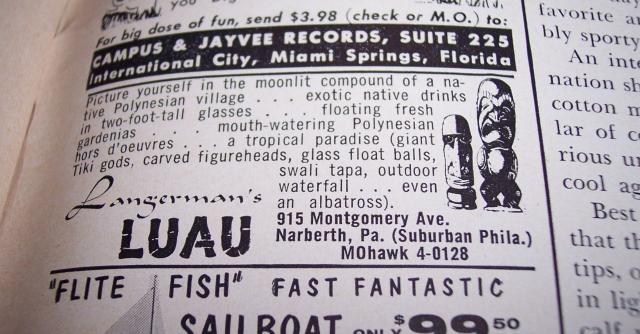 you
For big dose of fun, send $3.98 (check or M.O.) to:
CAMPUS & JAYVEE RECORDS, SUITE 225
International City, Miami Springs, Florida
Picture yourself in the moonlit compound of a na-
tive Polynesian village . . . exotic native drinks
in two-foot-tall glasses . . . floating fresh
gardenias . . . mouth-watering Polynesian
hors d'oeuvres . . . a tropical paradise (giant
Tiki gods, carved figureheads, glass float balls,
swali tapa, outdoor
waterfall . . . even
an albatross).
Langerman's
LUAU
915 Montgomery Ave.
Narberth, Pa. (Suburban Phila.)
MOhawk 4-0128
"FLITE FISH" FAST FANTASTIC
SAILBOAT ONLY $99.50
favorite a
bly sporty
An inte
nation sh
cotton m
lar of c
rious u
cool ag
Best
that th
tips, o
in lig